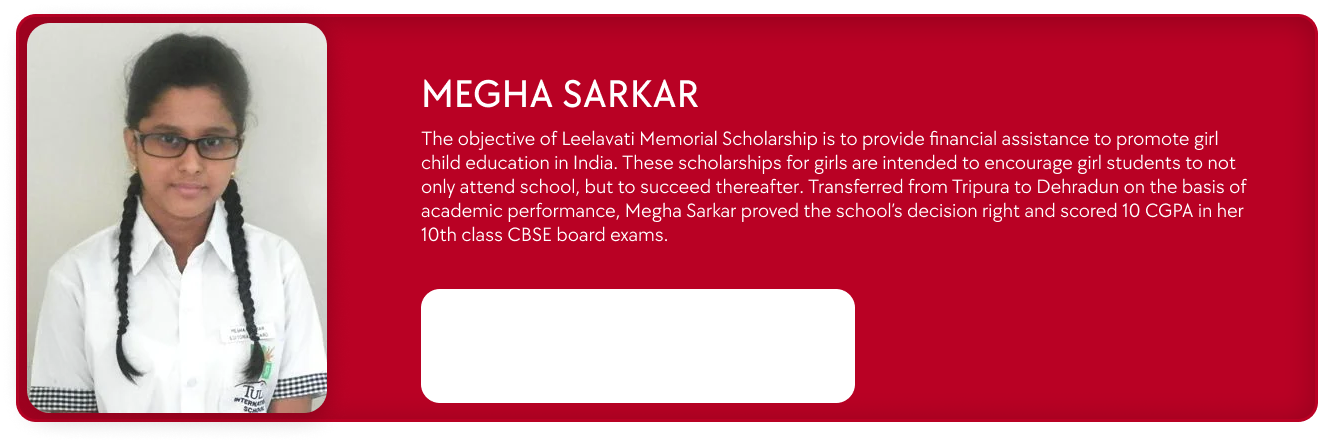 MEGHA SARKAR
The objective of Leelavati Memorial Scholarship is to provide financial assistance to promote girl
child education in India. These scholarships for girls are intended to encourage girl students to not
only attend school, but to succeed thereafter. Transferred from Tripura to Dehradun on the basis of
academic performance, Megha Sarkar proved the school's decision right and scored 10 CGPA in her
10th class CBSE board exams.